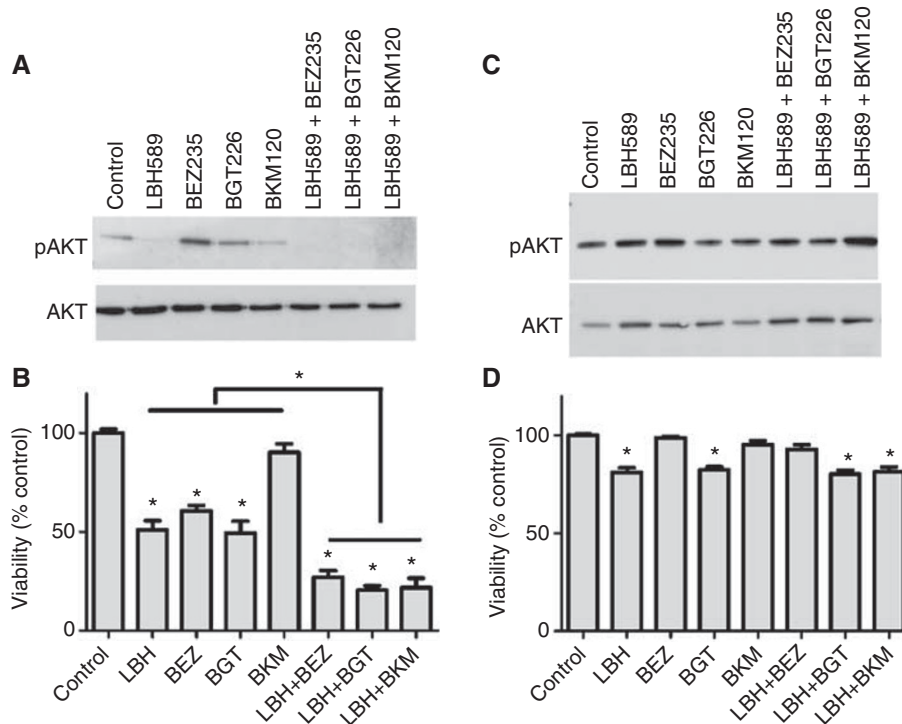 A
Control
LBH589
BEZ235
BGT226
BKM120
LBH589 + BEZ235
LBH589 + BGT226
LBH589 + BKM120
pAKT
AKT
B
Viability (% control)
100
50
0
*
*
*
*
*
*
*
Control
LBH
BEZ
BGT
BKM
LBH+BEZ
LBH+BGT
LBH+BKM
C
Control
LBH589
BEZ235
BGT226
BKM120
LBH589 + BEZ235
LBH589 + BGT226
LBH589 + BKM120
pAKT
AKT
D
Viability (% control)
100
50
0
*
*
*
*
Control
LBH
BEZ
BGT
BKM
LBH+BEZ
LBH+BGT
LBH+BKM